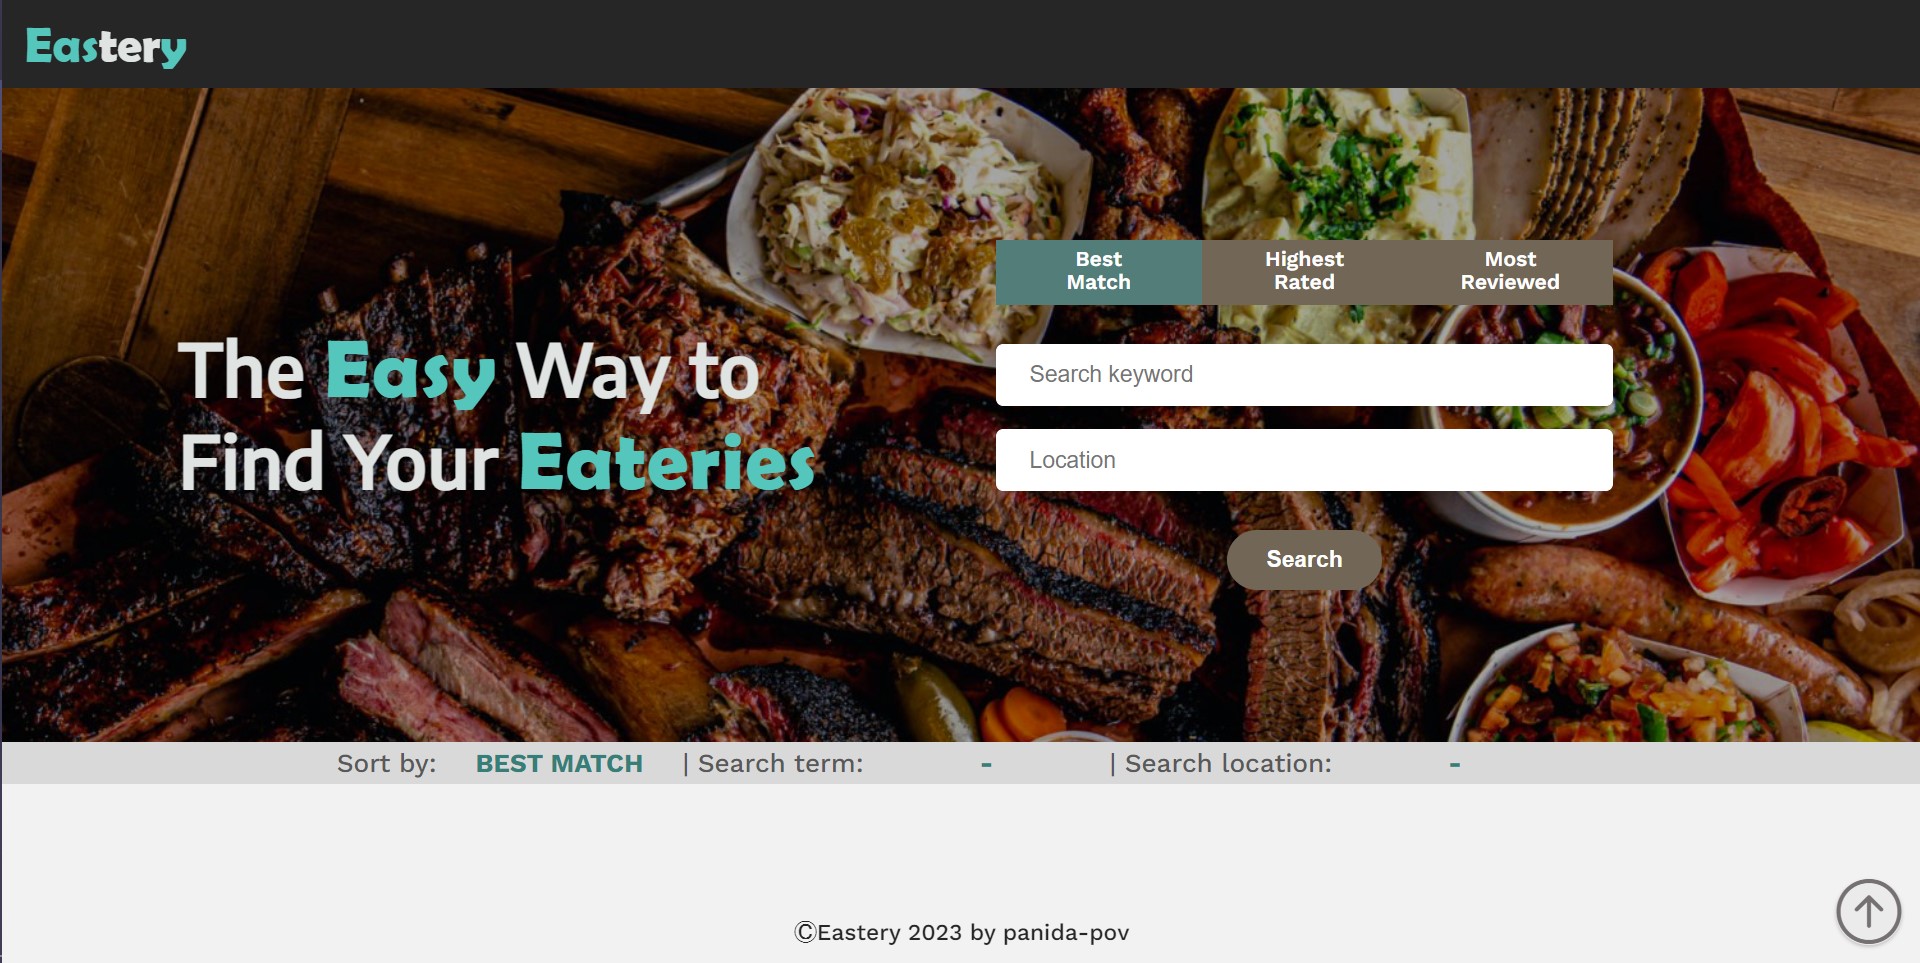 Eastery
Best
Match
Highest
Rated
Most
Reviewed
The Easy Way to
Find Your Eateries
Search keyword
Location
Search
Sort by: BEST MATCH | Search term: - | Search location: -
ⒸEastery 2023 by panida-pov